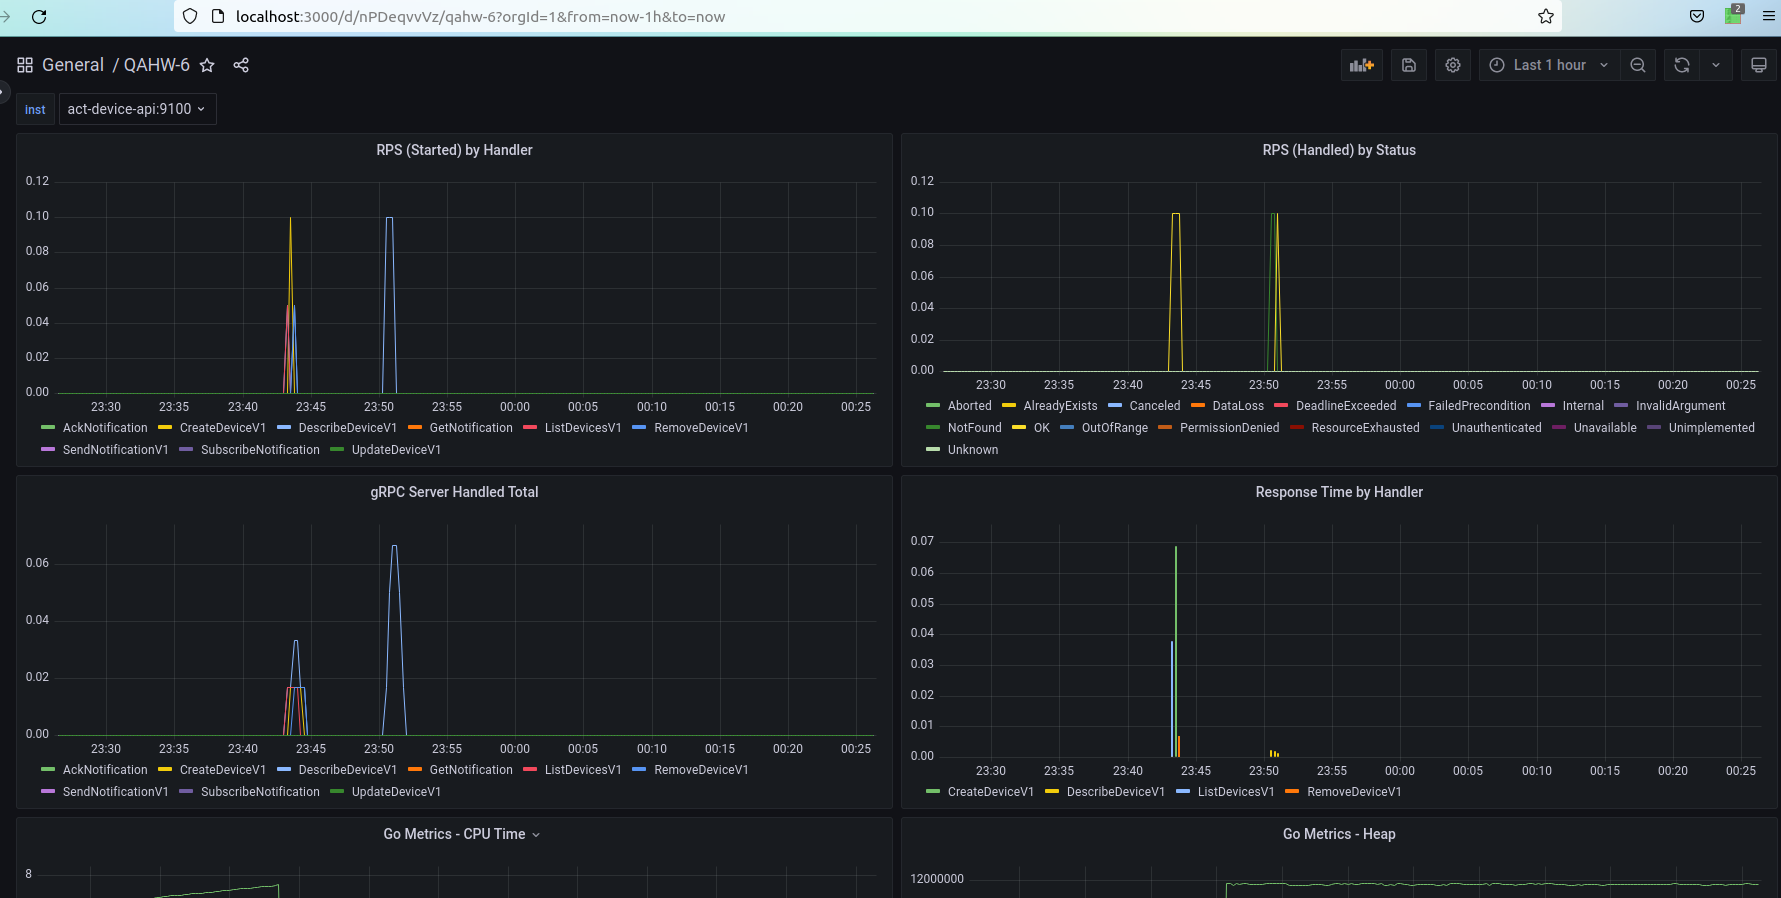 localhost:3000/d/nPDeqvvVz/qahw-6?orgId=1&from=now-1h&to=now
2
General / QAHW-6
Last 1 hour
inst act-device-api:9100
RPS (Started) by Handler
0.12
0.10
0.08
0.06
0.04
0.02
0.00
23:30 23:35 23:40 23:45 23:50 23:55 00:00 00:05 00:10 00:15 00:20 00:25
AckNotification CreateDeviceV1 DescribeDeviceV1 GetNotification ListDevicesV1 RemoveDeviceV1
SendNotificationV1 SubscribeNotification UpdateDeviceV1
RPS (Handled) by Status
0.12
0.10
0.08
0.06
0.04
0.02
0.00
23:30 23:35 23:40 23:45 23:50 23:55 00:00 00:05 00:10 00:15 00:20 00:25
Aborted AlreadyExists Canceled DataLoss DeadlineExceeded FailedPrecondition Internal InvalidArgument
NotFound OK OutOfRange PermissionDenied ResourceExhausted Unauthenticated Unavailable Unimplemented
Unknown
gRPC Server Handled Total
0.06
0.04
0.02
0.00
23:30 23:35 23:40 23:45 23:50 23:55 00:00 00:05 00:10 00:15 00:20 00:25
AckNotification CreateDeviceV1 DescribeDeviceV1 GetNotification ListDevicesV1 RemoveDeviceV1
SendNotificationV1 SubscribeNotification UpdateDeviceV1
Response Time by Handler
0.07
0.06
0.05
0.04
0.03
0.02
0.01
0.00
23:30 23:35 23:40 23:45 23:50 23:55 00:00 00:05 00:10 00:15 00:20 00:25
CreateDeviceV1 DescribeDeviceV1 ListDevicesV1 RemoveDeviceV1
Go Metrics - CPU Time
8
Go Metrics - Heap
12000000